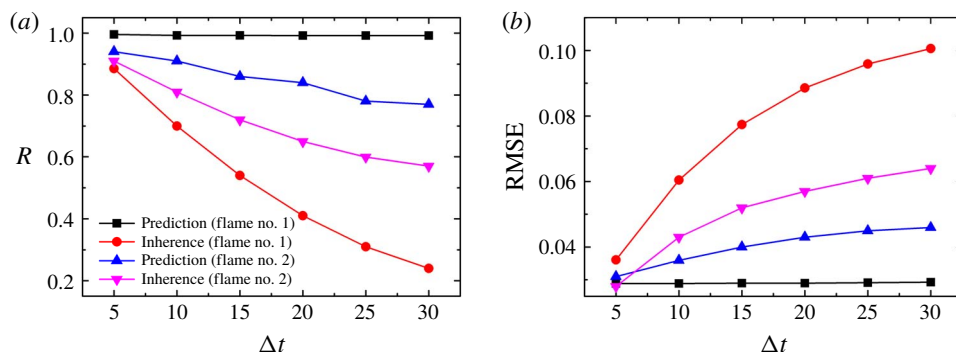 (a)
1.0
0.8
0.6
0.4
0.2
R
Prediction (flame no. 1)
Inherence (flame no. 1)
Prediction (flame no. 2)
Inherence (flame no. 2)
5 10 15 20 25 30
Δt
(b)
0.10
0.08
0.06
0.04
RMSE
5 10 15 20 25 30
Δt